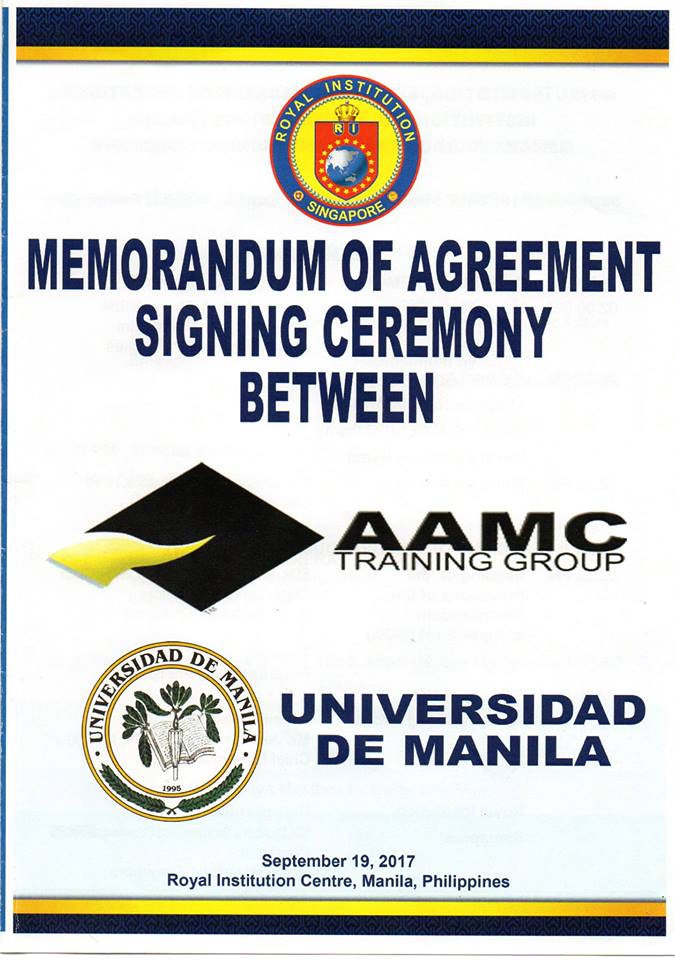 ROYAL INSTITUTION
R U
SINGAPORE
MEMORANDUM OF AGREEMENT
SIGNING CEREMONY
BETWEEN
AAMC
TRAINING GROUP
UNIVERSIDAD DE MANILA
1995
UNIVERSIDAD
DE MANILA
September 19, 2017
Royal Institution Centre, Manila, Philippines